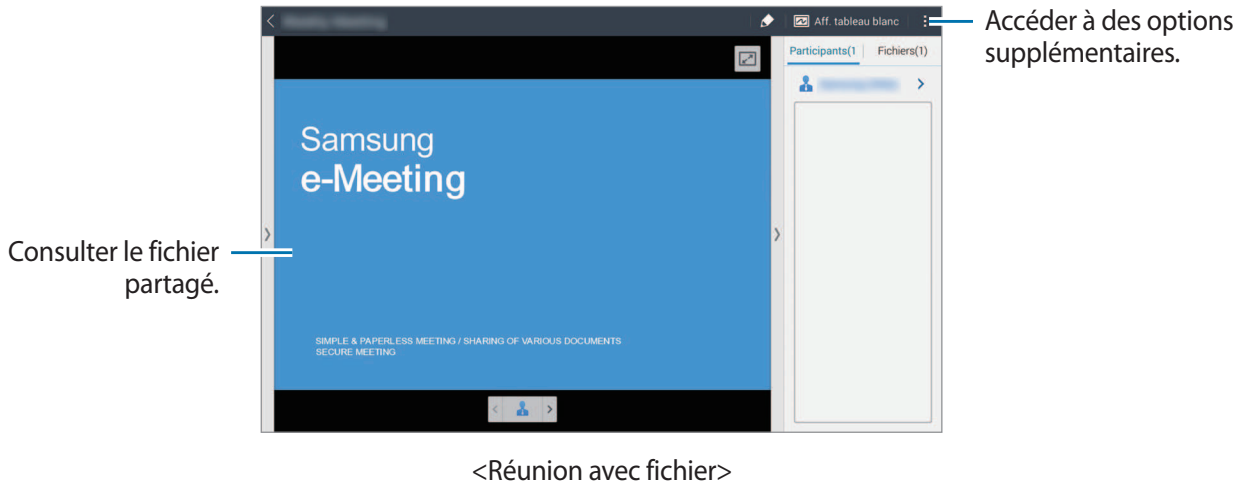 Aff. tableau blanc
Accéder à des options
supplémentaires.
Participants(1
Fichiers(1)
Samsung
e-Meeting
Consulter le fichier
partagé.
SIMPLE & PAPERLESS MEETING / SHARING OF VARIOUS DOCUMENTS
SECURE MEETING
<Réunion avec fichier>